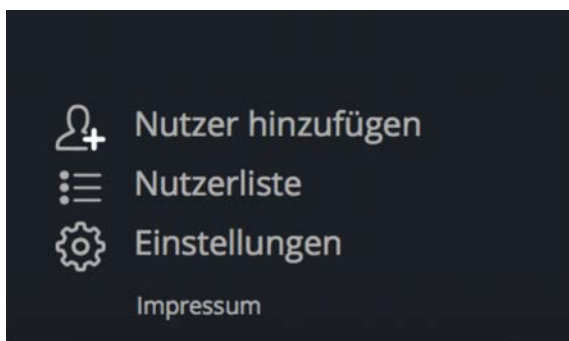 Nutzer hinzufügen
Nutzerliste
Einstellungen
Impressum